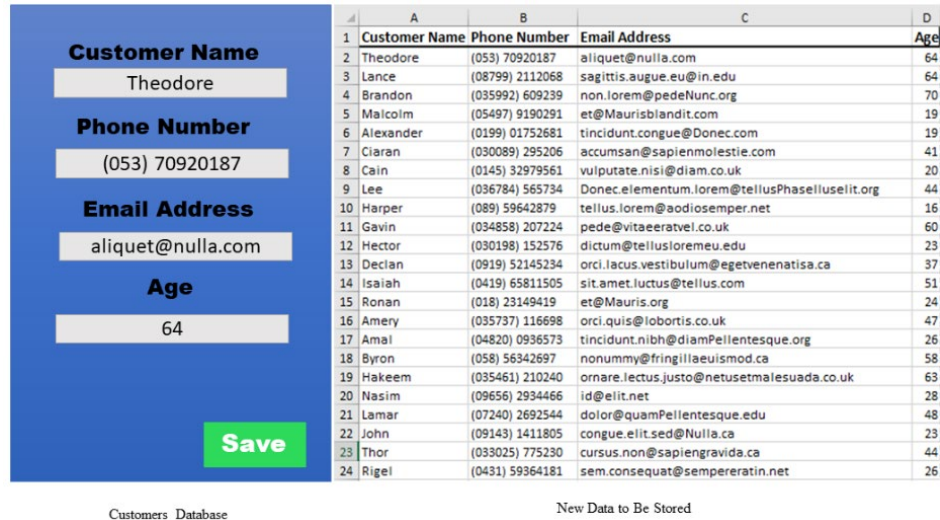 Customer Name
Theodore
Phone Number
(053) 70920187
Email Address
aliquet@nulla.com
Age
64
Save
Customers Database
A B C D
1 Customer Name Phone Number Email Address Age
2 Theodore (053) 70920187 aliquet@nulla.com 64
3 Lance (08799) 2112068 sagittis.augue.eu@in.edu 64
4 Brandon (035992) 609239 non.lorem@pedeNunc.org 70
5 Malcolm (05497) 9190291 et@Maurisblandit.com 19
6 Alexander (0199) 01752681 tincidunt.congue@Donec.com 19
7 Ciaran (030089) 295206 accumsan@sapienmolestie.com 41
8 Cain (0145) 32979561 vulputate.nisi@diam.co.uk 20
9 Lee (036784) 565734 Donec.elementum.lorem@tellusPhaselluselit.org 44
10 Harper (089) 59642879 tellus.lorem@aodiosemper.net 16
11 Gavin (034858) 207224 pede@vitaeeratvel.co.uk 60
12 Hector (030198) 152576 dictum@tellusloremeu.edu 23
13 Declan (0919) 52145234 orci.lacus.vestibulum@egetvenenatisa.ca 37
14 Isaiah (0419) 65811505 sit.amet.luctus@tellus.com 51
15 Ronan (018) 23149419 et@Mauris.org 24
16 Amery (035737) 116698 orci.quis@lobortis.co.uk 47
17 Amal (04820) 0936573 tincidunt.nibh@diamPellentesque.org 26
18 Byron (058) 56342697 nonummy@fringillaeuismod.ca 58
19 Hakeem (035461) 210240 ornare.lectus.justo@netusetmalesuada.co.uk 63
20 Nasim (09656) 2934466 id@elit.net 28
21 Lamar (07240) 2692544 dolor@quamPellentesque.edu 48
22 John (09143) 1411805 congue.elit.sed@Nulla.ca 23
23 Thor (033025) 775230 cursus.non@sapiengravida.ca 44
24 Rigel (0431) 59364181 sem.consequat@sempereratin.net 26
New Data to Be Stored